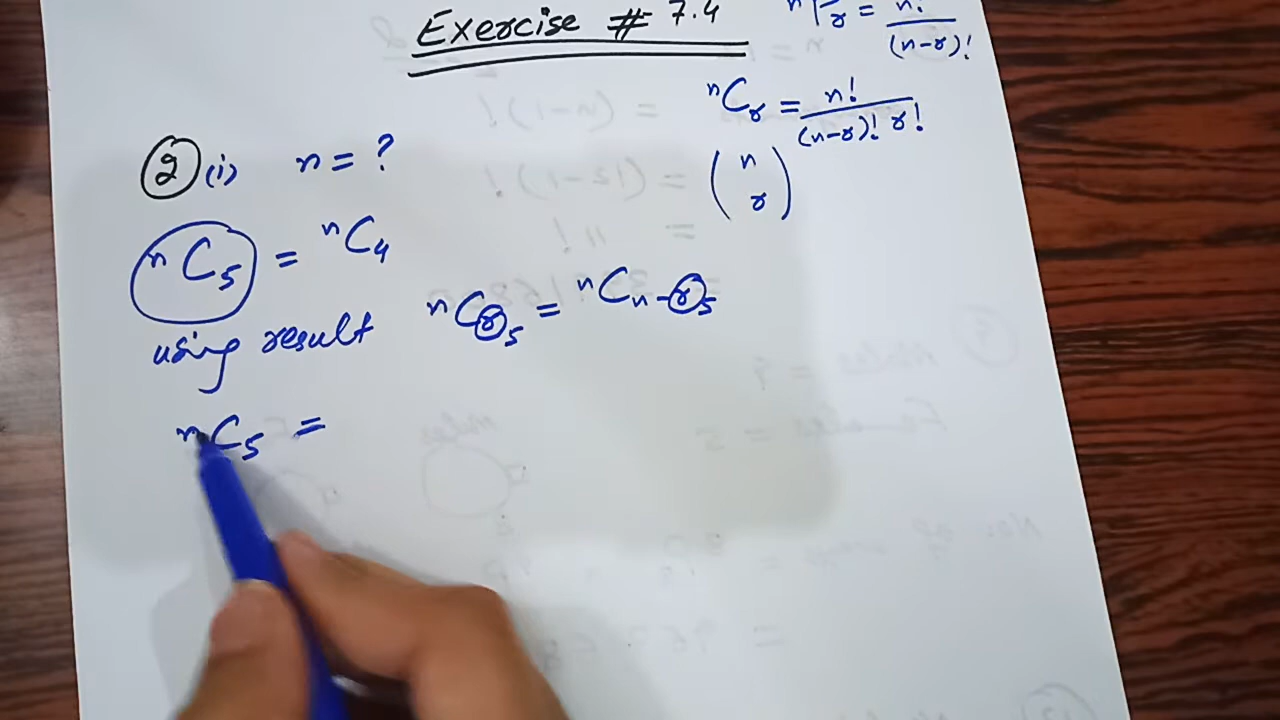 Exercise # 7.4
ⁿPᵣ = n! / (n-r)!
ⁿCᵣ = n! / (n-r)! r!
(n r)
② (i) n = ?
ⁿC₅ = ⁿC₄
using result ⁿCᵣ₅ = ⁿCₙ₋ᵣ₅
ⁿC₅ =